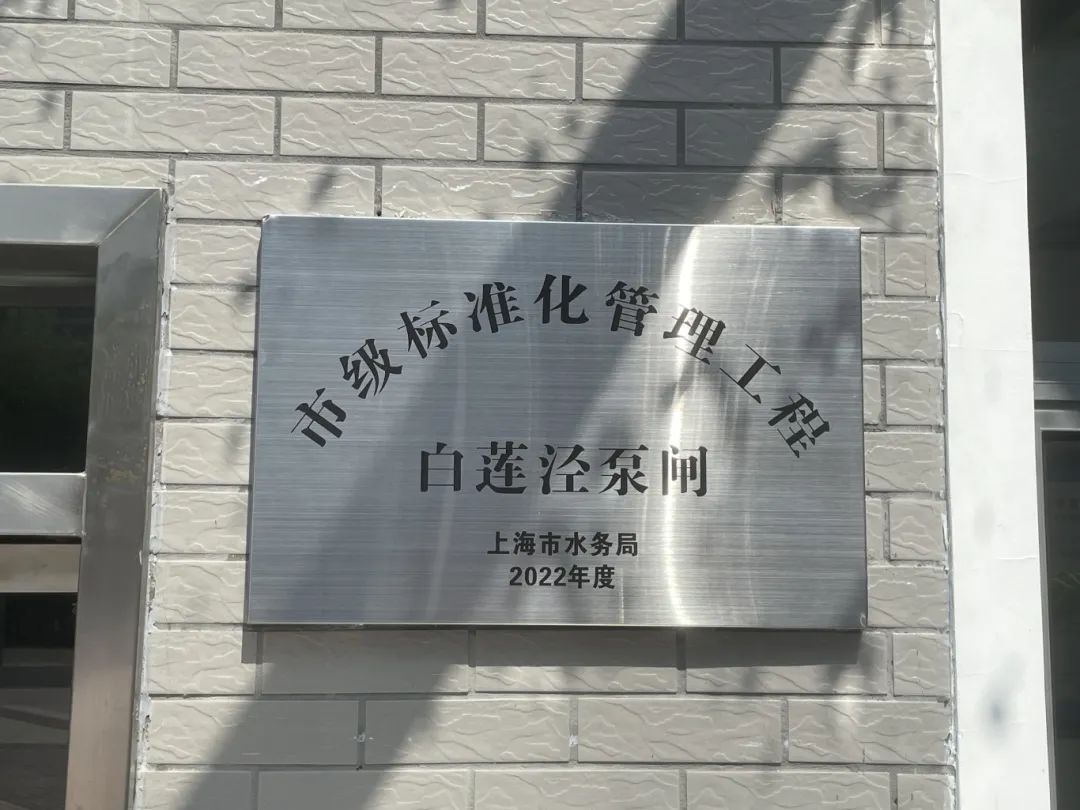 市级标准化管理工程
白莲泾泵闸
上海市水务局
2022年度